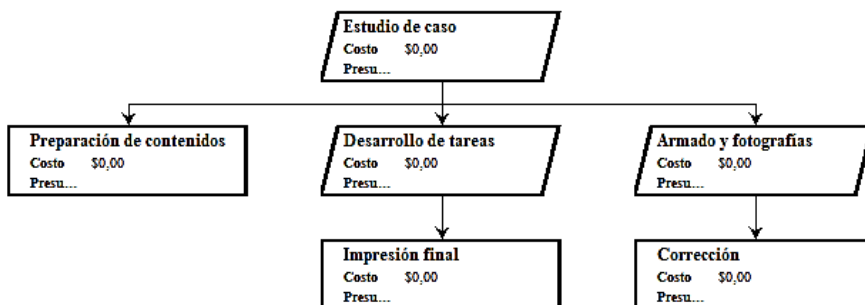 Estudio de caso
Costo $0,00
Presu...
Preparación de contenidos
Costo $0,00
Presu...
Desarrollo de tareas
Costo $0,00
Presu...
Armado y fotografías
Costo $0,00
Presu...
Impresión final
Costo $0,00
Presu...
Corrección
Costo $0,00
Presu...